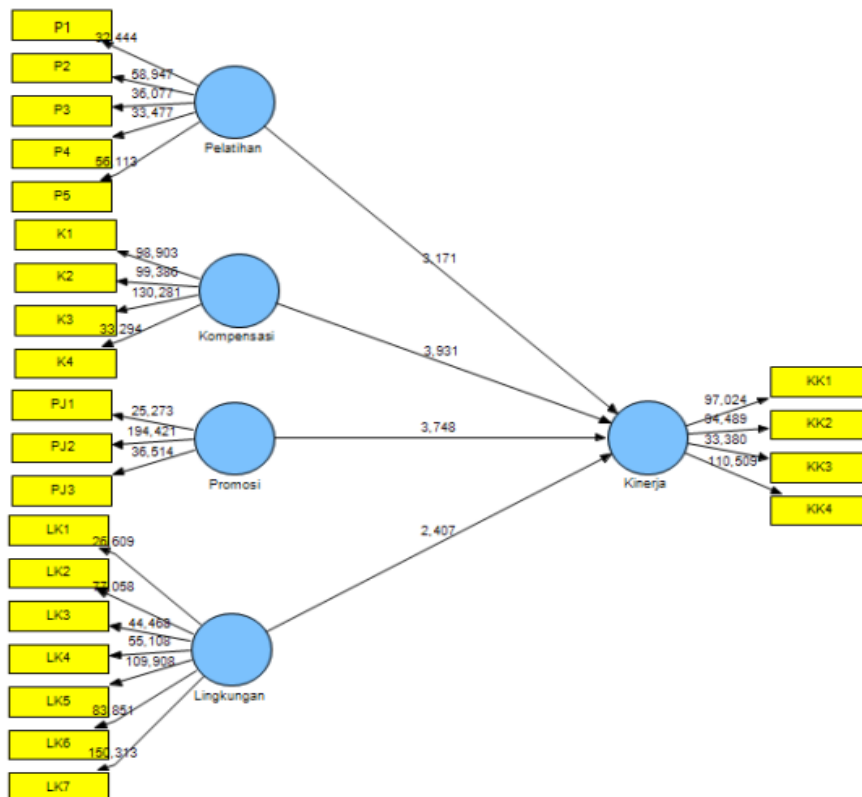 P1
32,444
P2
58,947
P3
36,077
33,477
P4
56,113
P5
Pelatihan
3,171
K1
98,903
K2
99,386
K3
130,281
33,294
K4
Kompensasi
3,931
PJ1
25,273
PJ2
194,421
PJ3
36,514
Promosi
3,748
KK1
97,024
KK2
94,489
33,380
KK3
110,509
KK4
Kinerja
LK1
26,609
LK2
77,058
LK3
44,468
LK4
55,108
109,908
LK5
83,851
LK6
150,313
LK7
Lingkungan
2,407